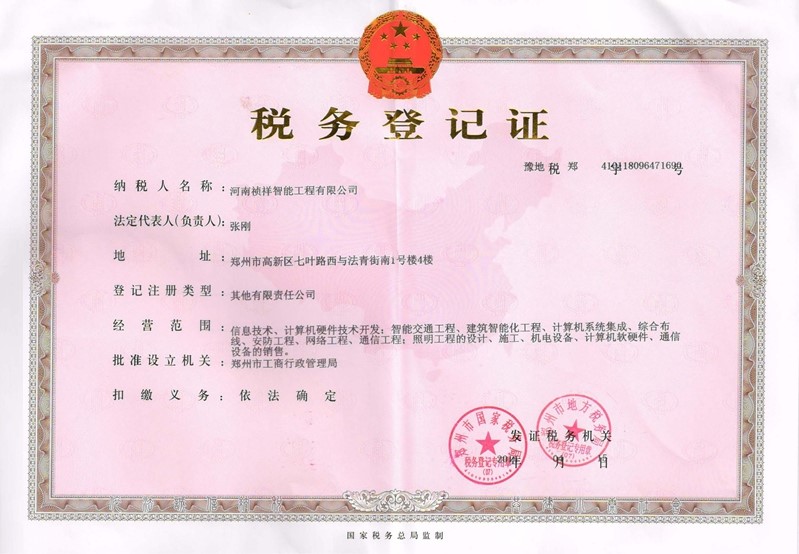 税务登记证
豫地 税 郑 字 410118096471690 号
纳税人名称：河南桢祥智能工程有限公司
法定代表人(负责人)：张刚
地 址：郑州市高新区七叶路西与法青街南1号楼4楼
登记注册类型：其他有限责任公司
经营范围：信息技术、计算机硬件技术开发；智能交通工程、建筑智能化工程、计算机系统集成、综合布
线、安防工程、网络工程、通信工程；照明工程的设计、施工、机电设备、计算机软硬件、通信
设备的销售。
批准设立机关：郑州市工商行政管理局
扣缴义务：依法确定
郑州市国家税务局
税务登记专用章
郑州市地方税务局
税务登记专用章
发证税务机关
年 月 日
国家税务总局监制